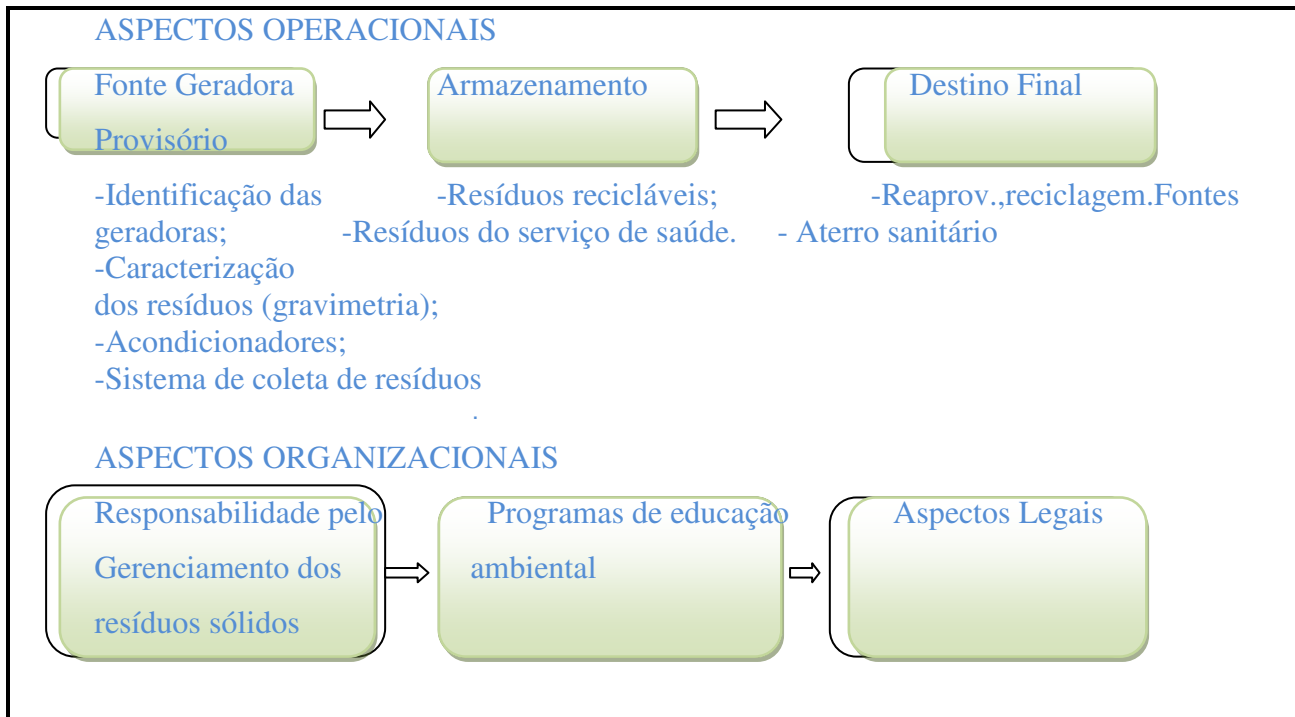 ASPECTOS OPERACIONAIS
Fonte Geradora Armazenamento Destino Final
Provisório
-Identificação das -Resíduos recicláveis; -Reaprov.,reciclagem.Fontes
geradoras; -Resíduos do serviço de saúde. - Aterro sanitário
-Caracterização
dos resíduos (gravimetria);
-Acondicionadores;
-Sistema de coleta de resíduos
.
ASPECTOS ORGANIZACIONAIS
Responsabilidade pelo Programas de educação Aspectos Legais
Gerenciamento dos ambiental
resíduos sólidos